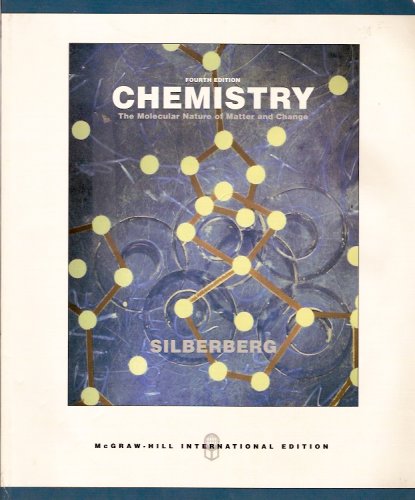 FOURTH EDITION
CHEMISTRY
The Molecular Nature of Matter and Change
SILBERBERG
MCGRAW-HILL INTERNATIONAL EDITION